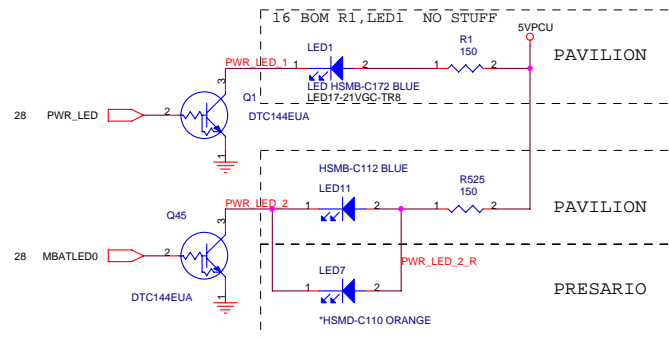 16 BOM R1,LED1 NO STUFF
5VPCU
LED1
R1
150
PAVILION
PWR_LED_1
1
2
1
2
LED HSMB-C172 BLUE
LED17-21VGC-TR8
3
Q1
28
PWR_LED
2
DTC144EUA
1
HSMB-C112 BLUE
R525
150
LED11
PWR_LED_2
1
2
1
2
PAVILION
Q45
3
28
MBATLED0
2
PWR_LED_2_R
LED7
1
2
PRESARIO
DTC144EUA
1
*HSMD-C110 ORANGE